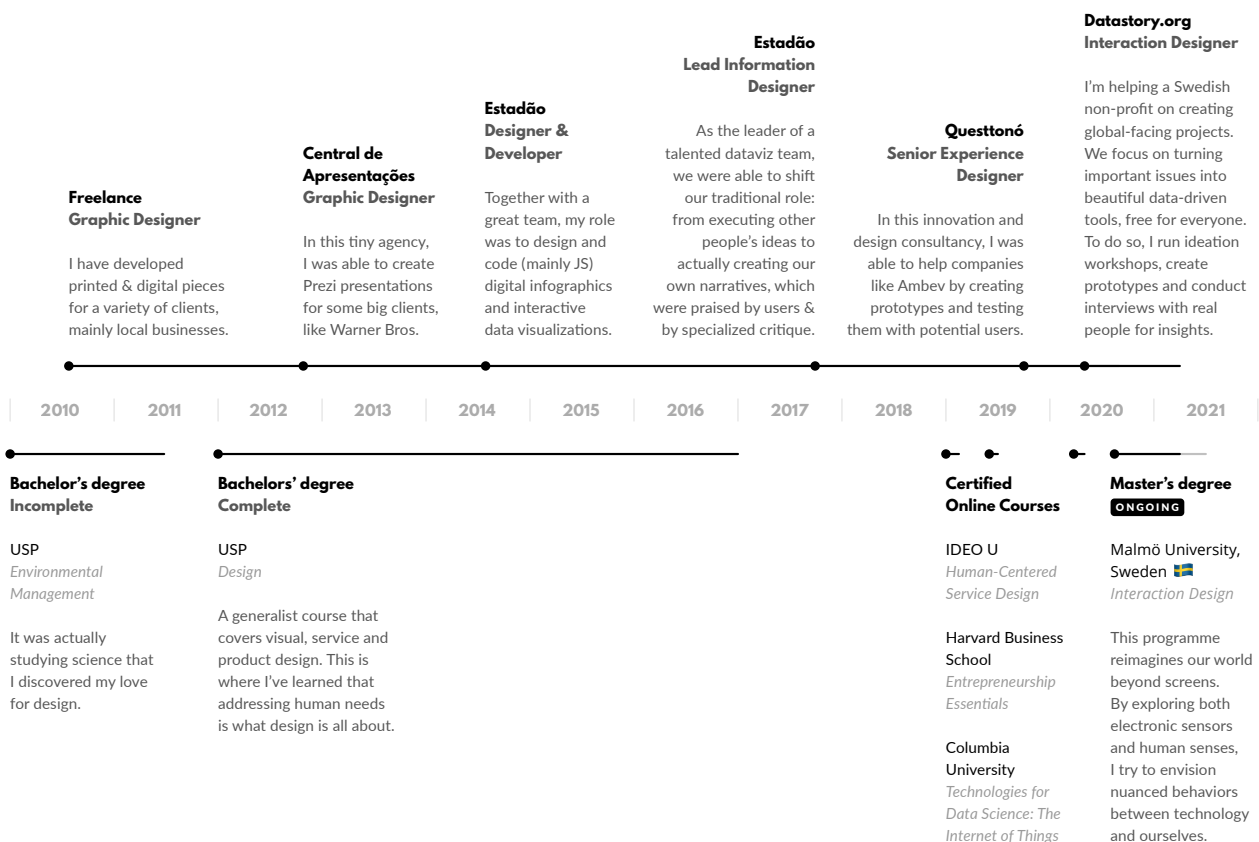 Freelance
Graphic Designer
I have developed
printed & digital pieces
for a variety of clients,
mainly local businesses.
Central de
Apresentações
Graphic Designer
In this tiny agency,
I was able to create
Prezi presentations
for some big clients,
like Warner Bros.
Estadão
Designer &
Developer
Together with a
great team, my role
was to design and
code (mainly JS)
digital infographics
and interactive
data visualizations.
Estadão
Lead Information
Designer
As the leader of a
talented dataviz team,
we were able to shift
our traditional role:
from executing other
people's ideas to
actually creating our
own narratives, which
were praised by users &
by specialized critique.
Questtonó
Senior Experience
Designer
In this innovation and
design consultancy, I was
able to help companies
like Ambev by creating
prototypes and testing
them with potential users.
Datastory.org
Interaction Designer
I'm helping a Swedish
non-profit on creating
global-facing projects.
We focus on turning
important issues into
beautiful data-driven
tools, free for everyone.
To do so, I run ideation
workshops, create
prototypes and conduct
interviews with real
people for insights.
2010 2011 2012 2013 2014 2015 2016 2017 2018 2019 2020 2021
Bachelor's degree
Incomplete
USP
Environmental
Management
It was actually
studying science that
I discovered my love
for design.
Bachelors' degree
Complete
USP
Design
A generalist course that
covers visual, service and
product design. This is
where I've learned that
addressing human needs
is what design is all about.
Certified
Online Courses
IDEO U
Human-Centered
Service Design
Harvard Business
School
Entrepreneurship
Essentials
Columbia
University
Technologies for
Data Science: The
Internet of Things
Master's degree
ONGOING
Malmö University,
Sweden 🇸🇪
Interaction Design
This programme
reimagines our world
beyond screens.
By exploring both
electronic sensors
and human senses,
I try to envision
nuanced behaviors
between technology
and ourselves.